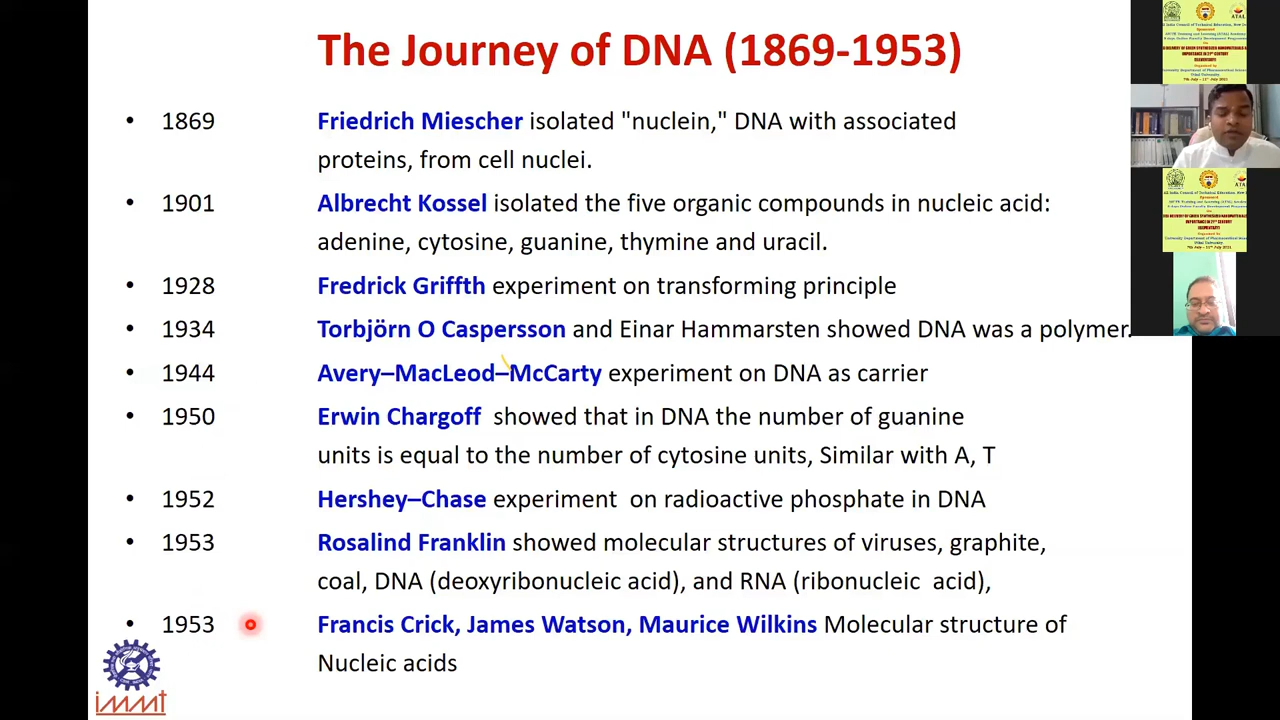 The Journey of DNA (1869-1953)
• 1869 Friedrich Miescher isolated "nuclein," DNA with associated
proteins, from cell nuclei.
• 1901 Albrecht Kossel isolated the five organic compounds in nucleic acid:
adenine, cytosine, guanine, thymine and uracil.
• 1928 Fredrick Griffth experiment on transforming principle
• 1934 Torbjörn O Caspersson and Einar Hammarsten showed DNA was a polymer.
• 1944 Avery–MacLeod–McCarty experiment on DNA as carrier
• 1950 Erwin Chargoff showed that in DNA the number of guanine
units is equal to the number of cytosine units, Similar with A, T
• 1952 Hershey–Chase experiment on radioactive phosphate in DNA
• 1953 Rosalind Franklin showed molecular structures of viruses, graphite,
coal, DNA (deoxyribonucleic acid), and RNA (ribonucleic acid),
• 1953 Francis Crick, James Watson, Maurice Wilkins Molecular structure of
Nucleic acids
immt
ATAL
ATAL